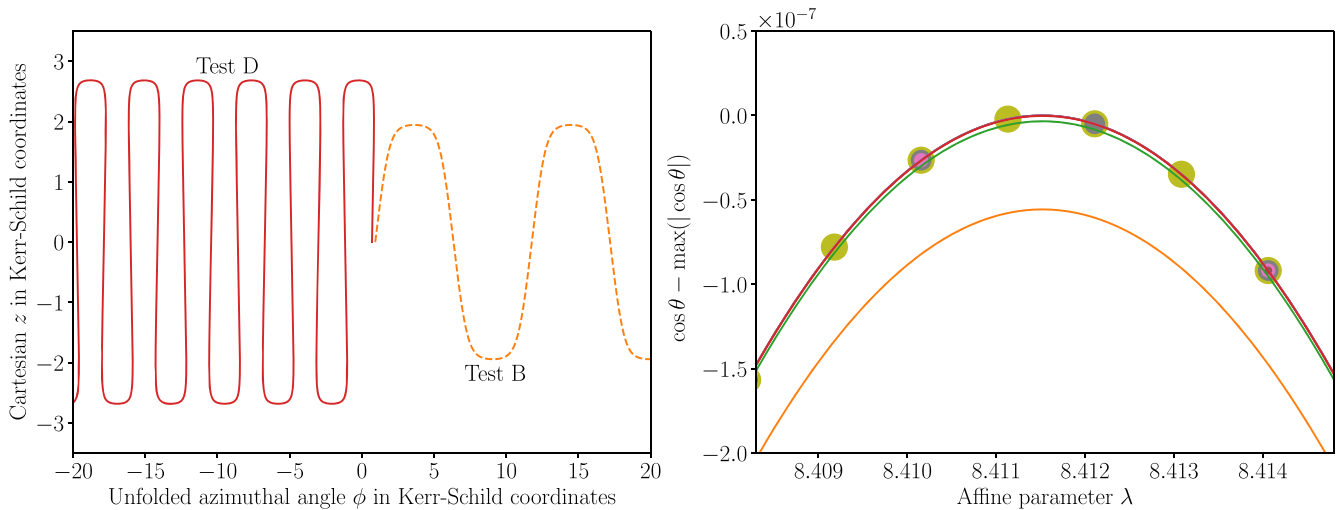 Cartesian z in Kerr-Schild coordinates
3
2
1
0
−1
−2
−3
Test D
Test B
−20 −15 −10 −5 0 5 10 15 20
Unfolded azimuthal angle ϕ in Kerr-Schild coordinates
×10⁻⁷
cos θ − max(| cos θ|)
0.5
0.0
−0.5
−1.0
−1.5
−2.0
8.409 8.410 8.411 8.412 8.413 8.414
Affine parameter λ